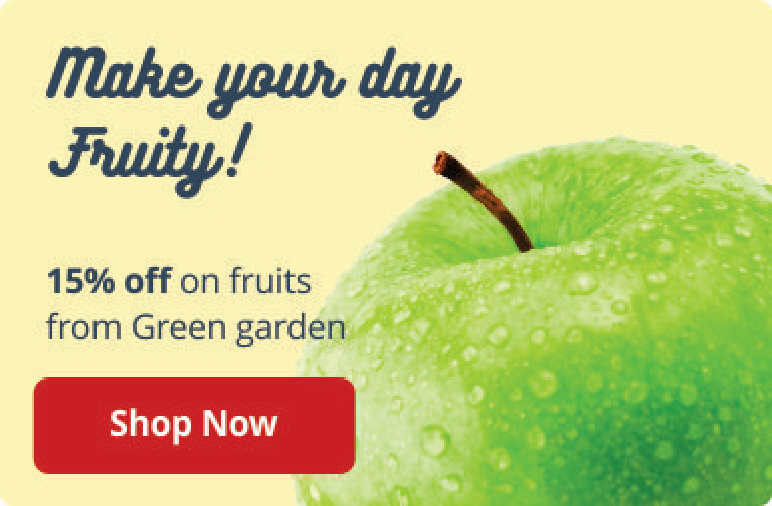 Make your day
Fruity!
15% off on fruits
from Green garden
Shop Now